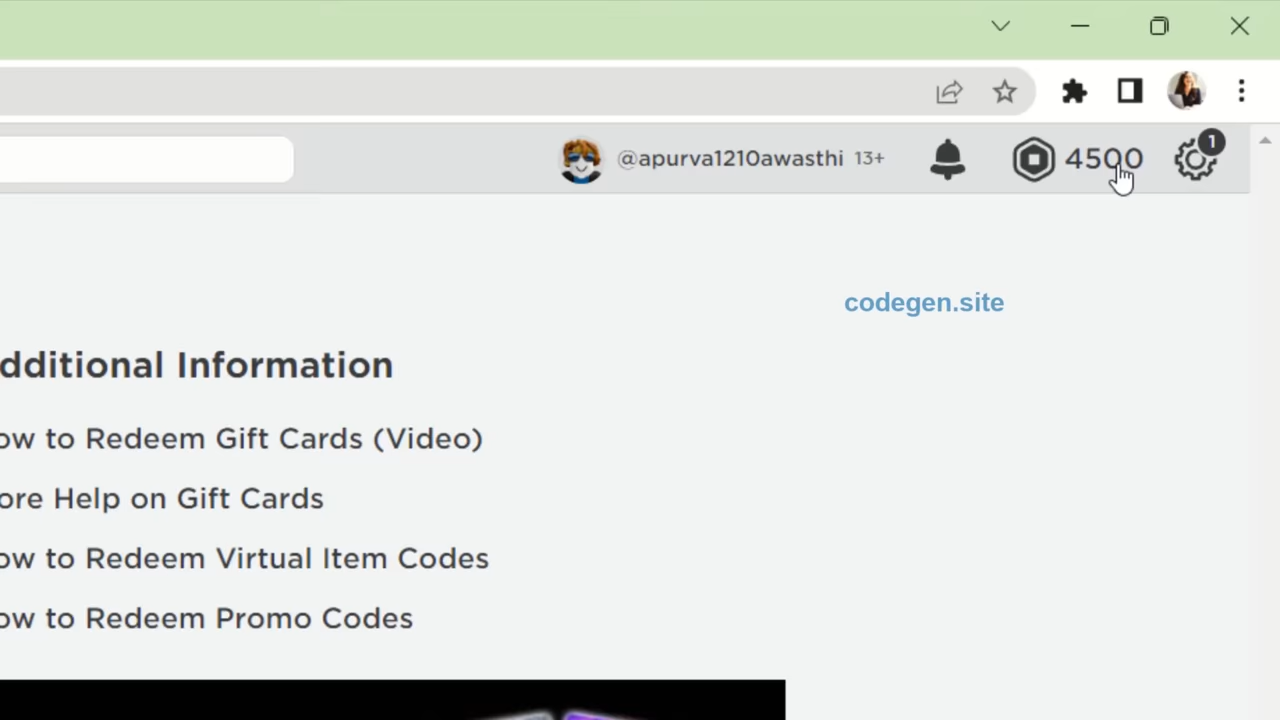 @apurva1210awasthi 13+ 4500 1
codegen.site
dditional Information
ow to Redeem Gift Cards (Video)
ore Help on Gift Cards
ow to Redeem Virtual Item Codes
ow to Redeem Promo Codes